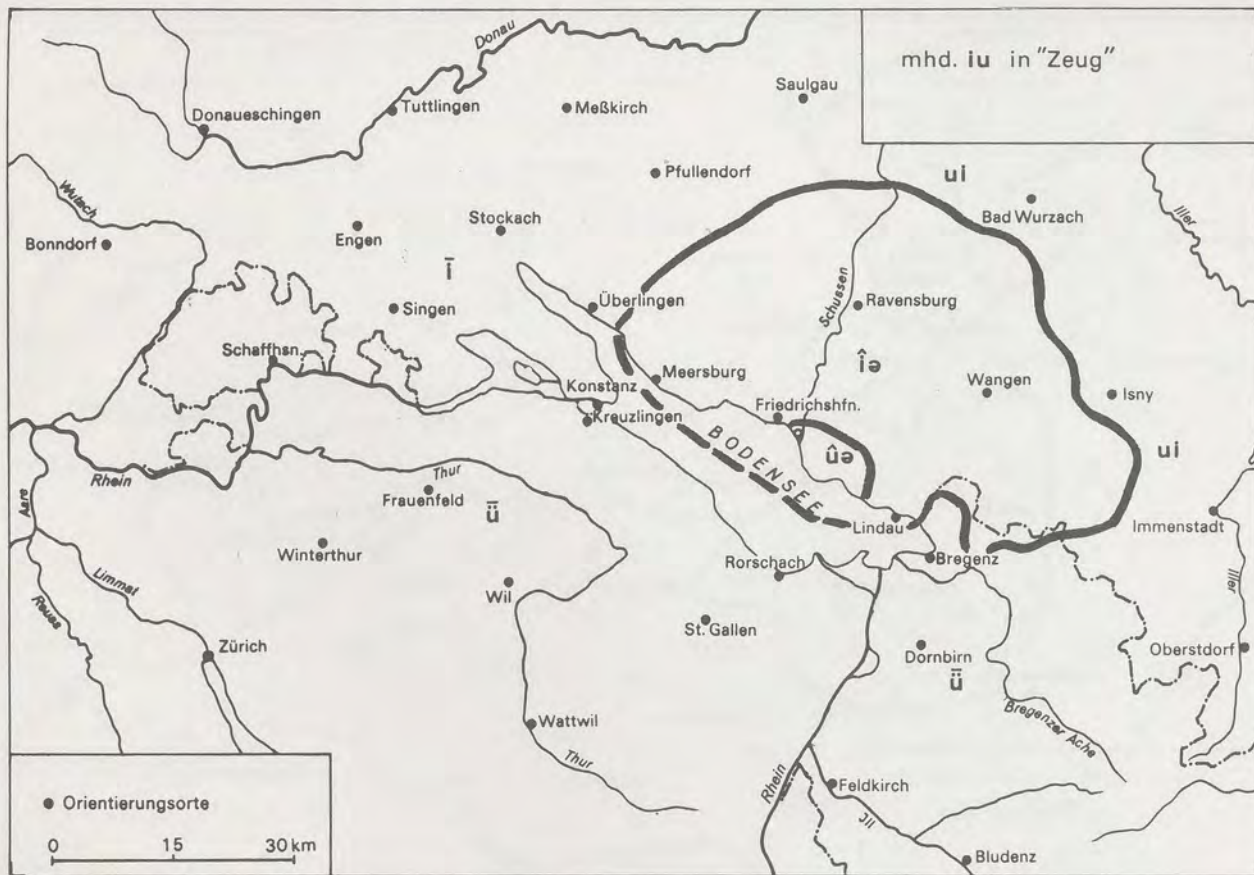 mhd. iu in "Zeug"
Donau
Saulgau
Donaueschingen
Tuttlingen
Meßkirch
Pfullendorf
ui
Iller
Wutach
Bad Wurzach
Bonndorf
Engen
Stockach
ī
Schussen
Singen
Überlingen
Ravensburg
Schaffhsn.
îə
Meersburg
Konstanz
Wangen
Isny
Kreuzlingen
Friedrichshfn.
BODENSEE
ûə
ui
Rhein
Thur
Aare
Frauenfeld
ǖ
Lindau
Immenstadt
Winterthur
Rorschach
Bregenz
Limmat
Wil
Iller
Reuss
St. Gallen
Zürich
Dornbirn
Oberstdorf
ǖ
Wattwil
Bregenzer Ache
Thur
Rhein
Feldkirch
Jll
Bludenz
Orientierungsorte
0 15 30 km